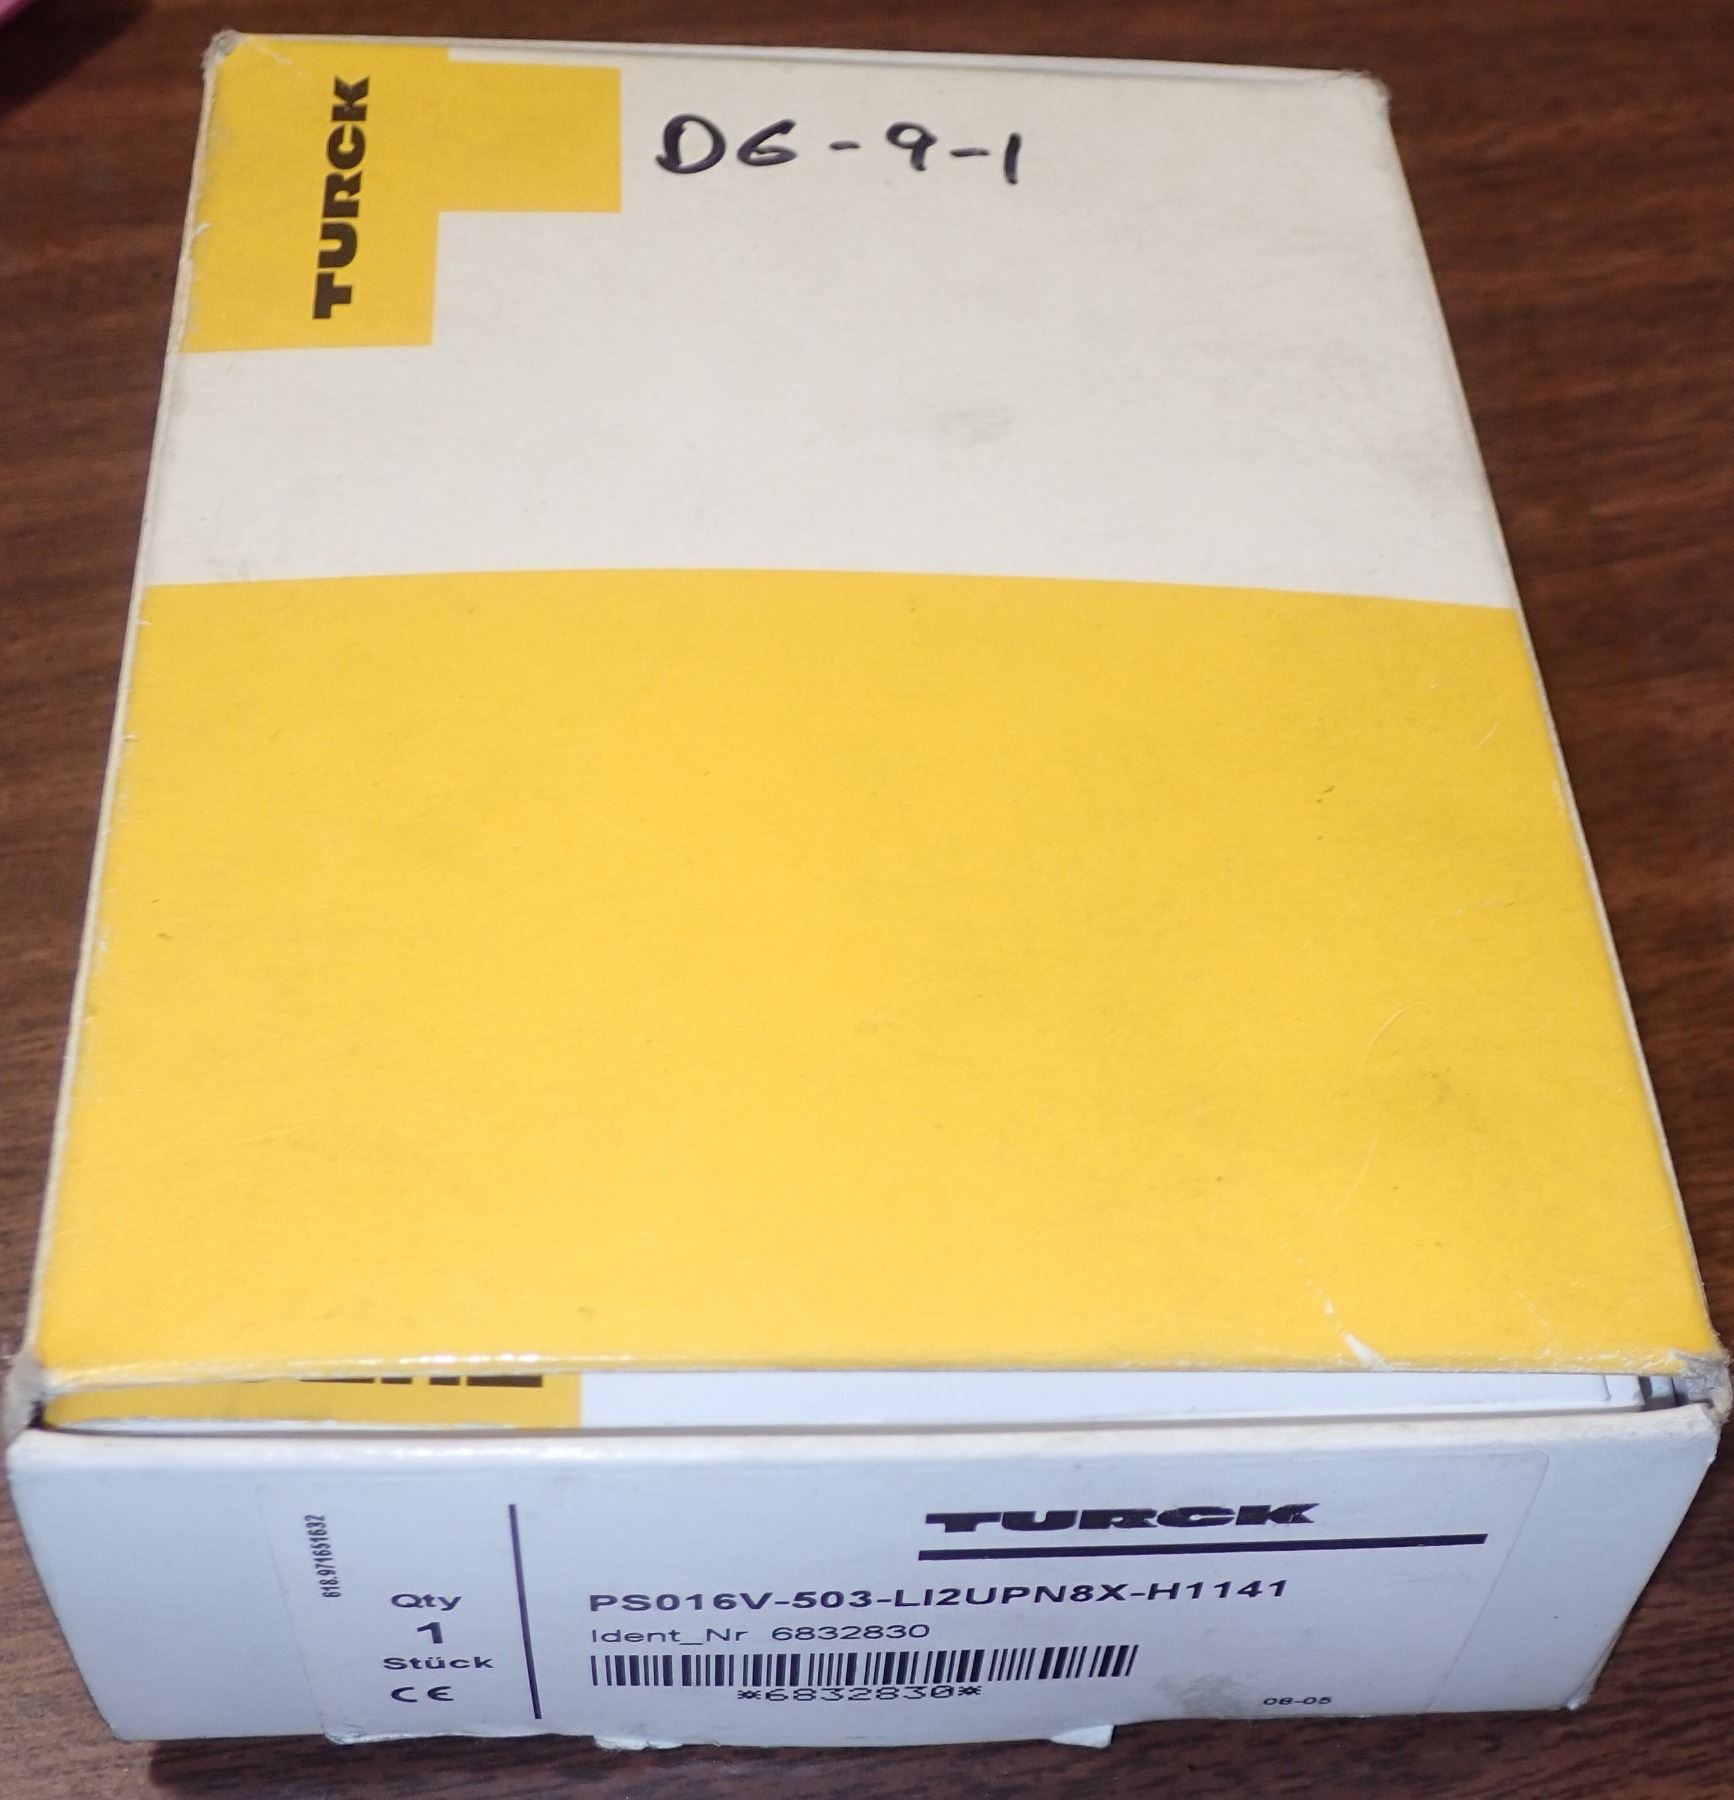 TURCK
D6-9-1
TURCK
618.971651632
Qty
1
Stück
CE
PS016V-503-LI2UPN8X-H1141
Ident_Nr 6832830
*6832830*
08-05